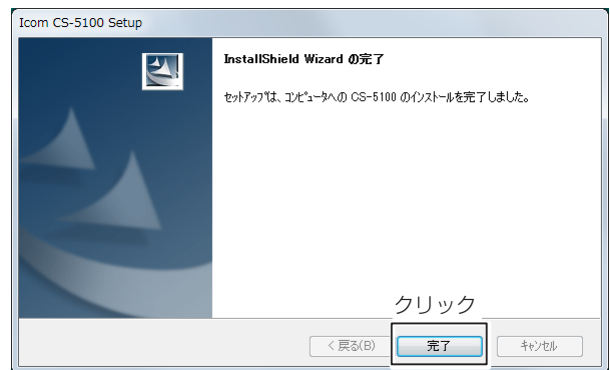 Icom CS-5100 Setup
InstallShield Wizard の完了
セットアップは、コンピュータへの CS-5100 のインストールを完了しました。
クリック
< 戻る(B)
完了
キャンセル